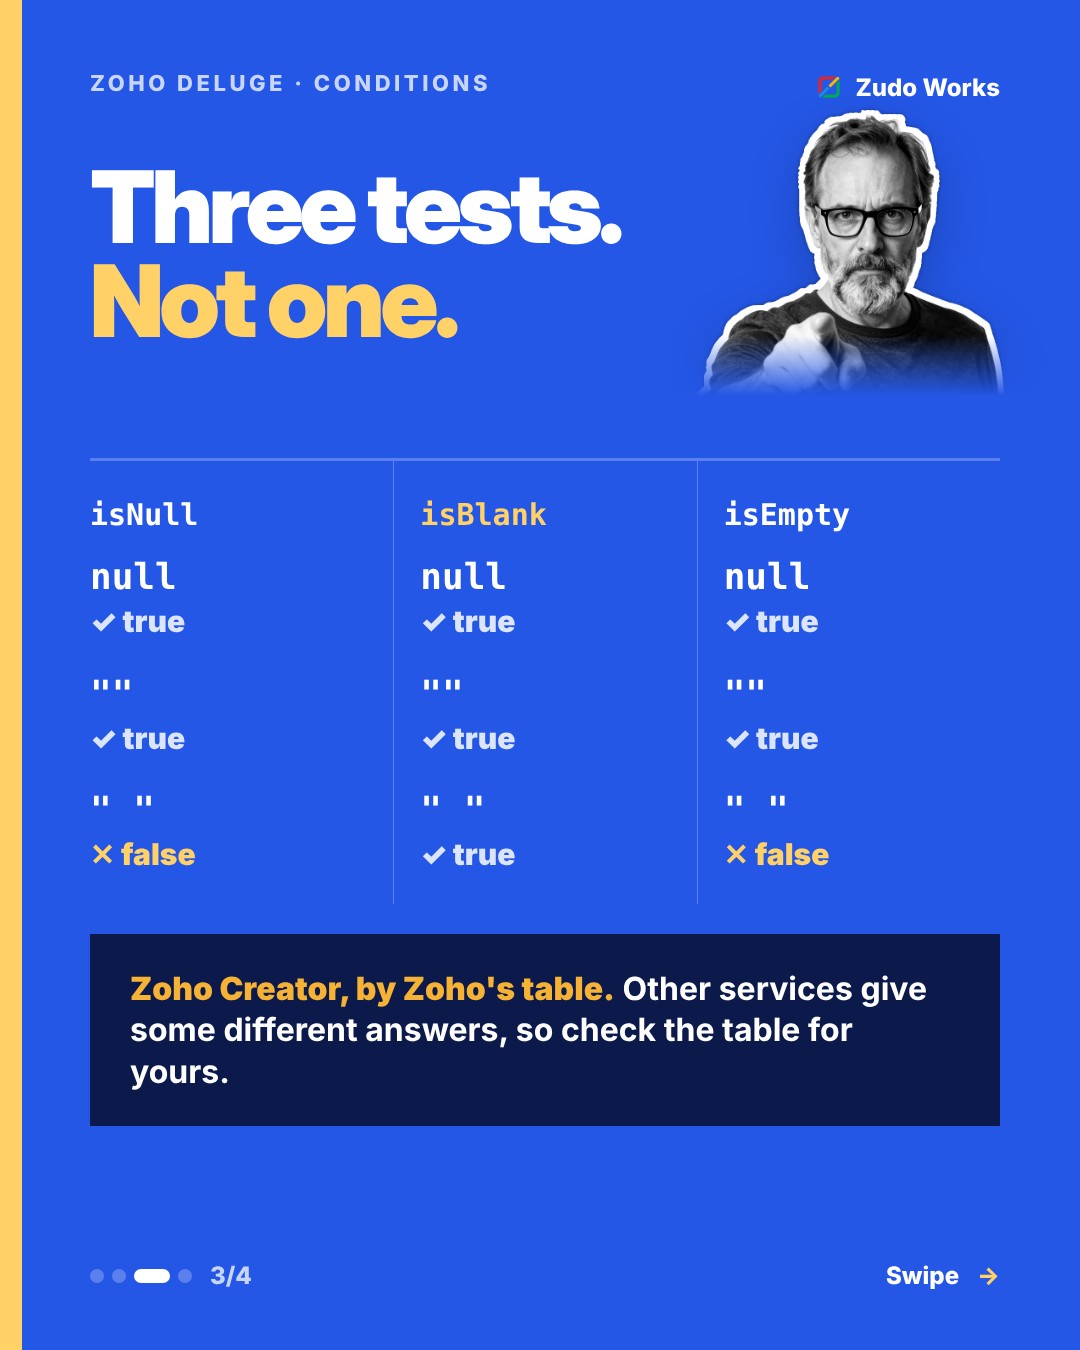 ZOHO DELUGE · CONDITIONS
Zudo Works
Three tests.
Not one.
isNull
null
✓ true
""
✓ true
" "
✕ false
isBlank
null
✓ true
""
✓ true
" "
✓ true
isEmpty
null
✓ true
""
✓ true
" "
✕ false
Zoho Creator, by Zoho's table. Other services give
some different answers, so check the table for
yours.
3/4
Swipe →